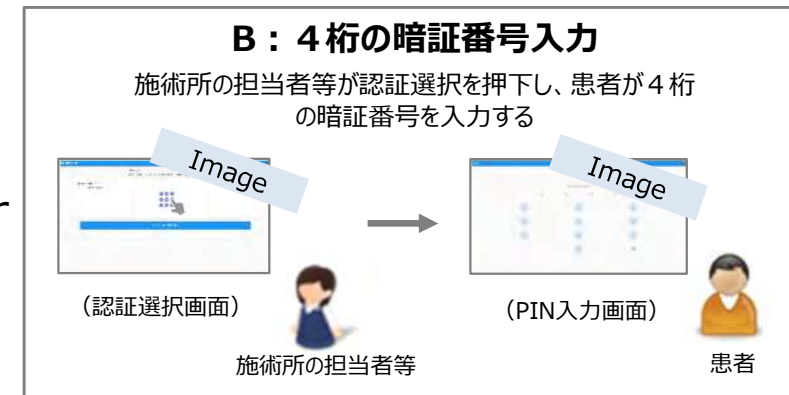 B：４桁の暗証番号入力
施術所の担当者等が認証選択を押下し、患者が４桁
の暗証番号を入力する
Image
Image
（認証選択画面）
（PIN入力画面）
施術所の担当者等
患者